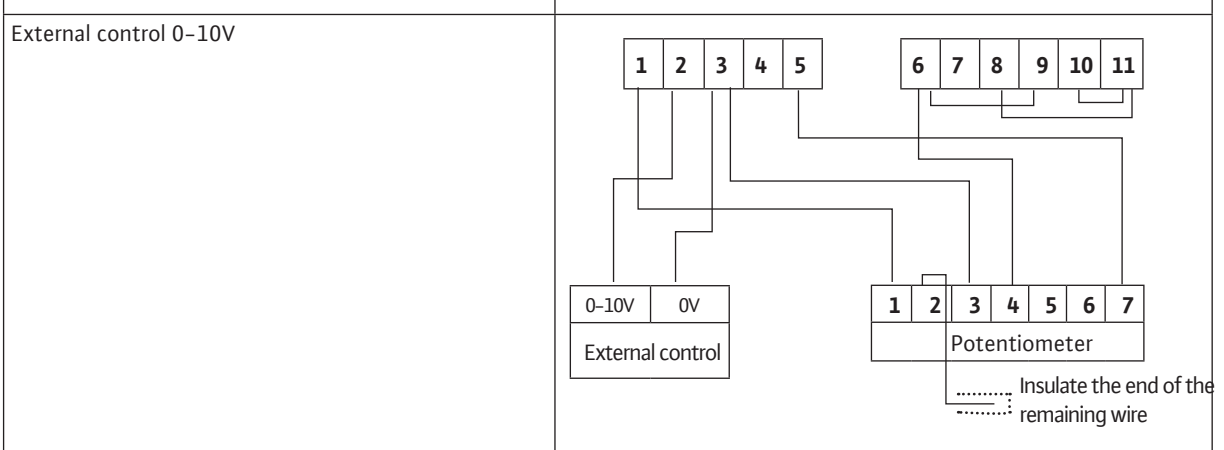 External control 0–10V
1 2 3 4 5
6 7 8 9 10 11
0–10V 0V
External control
1 2 3 4 5 6 7
Potentiometer
Insulate the end of the
remaining wire